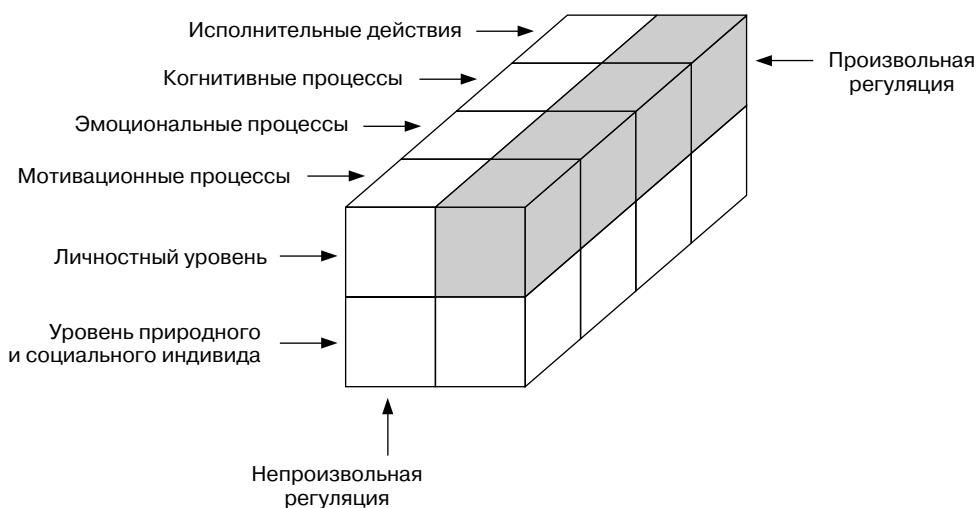 Исполнительные действия
Когнитивные процессы
Эмоциональные процессы
Мотивационные процессы
Личностный уровень
Уровень природного
и социального индивида
Непроизвольная
регуляция
Произвольная
регуляция